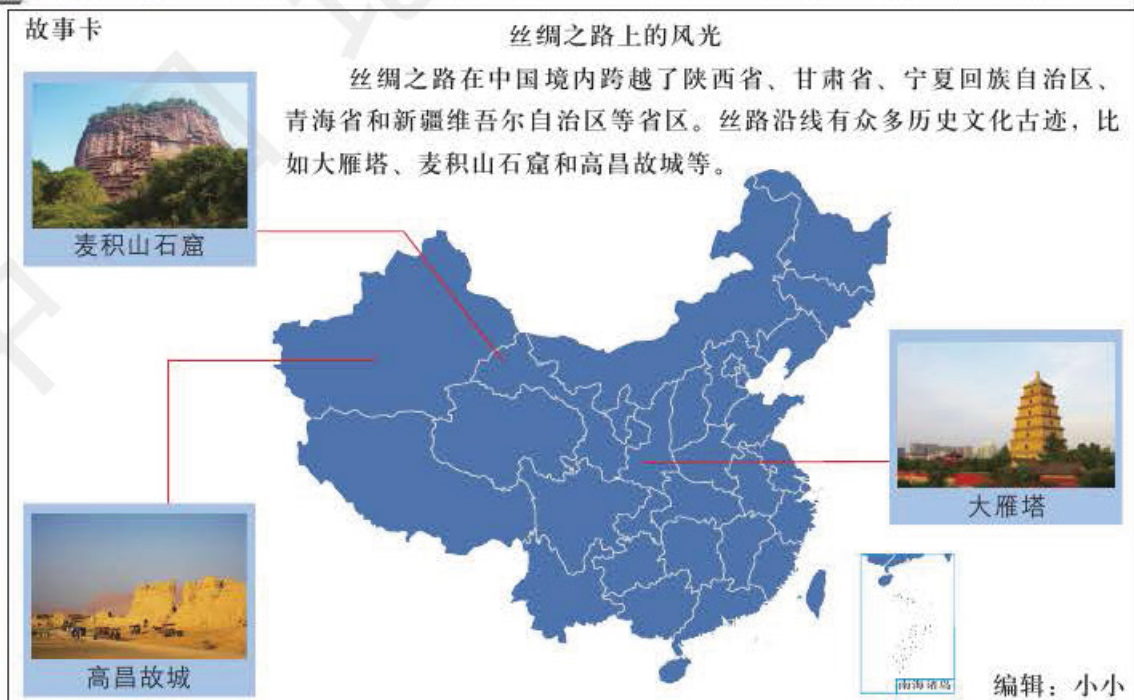 故事卡
丝绸之路上的风光
丝绸之路在中国境内跨越了陕西省、甘肃省、宁夏回族自治区、
青海省和新疆维吾尔自治区等省区。丝路沿线有众多历史文化古迹，比
如大雁塔、麦积山石窟和高昌故城等。
麦积山石窟
大雁塔
高昌故城
南海诸岛
编辑：小小